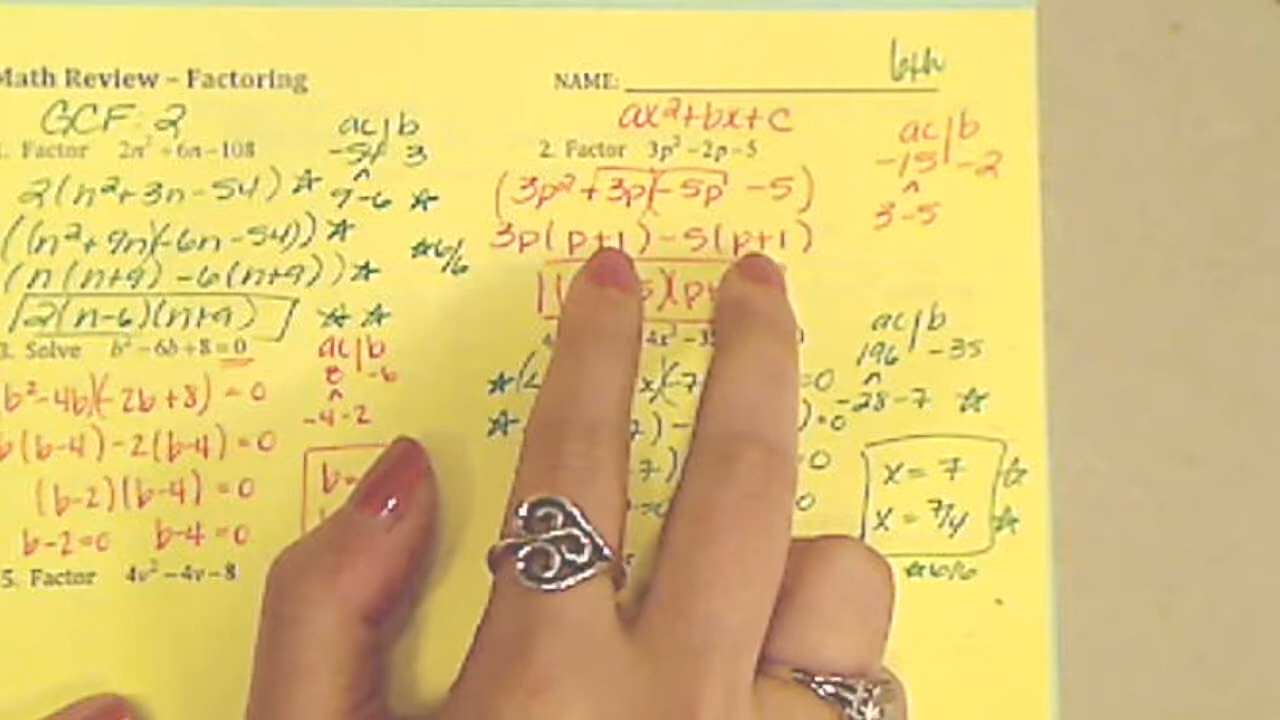 Math Review – Factoring
NAME:
6th
GCF: 2
ac|b
1. Factor 2n² + 6n – 108
-54 3
9 -6
2(n²+3n-54)
((n²+9n)(-6n-54))
(n(n+9) -6(n+9))
2(n-6)(n+9)
6/6
ax²+bx+c
2. Factor 3p² – 2p – 5
ac|b
-15|-2
3 -5
(3p²+3p)(-5p -5)
3p(p+1)-5(p+1)
3. Solve b² – 6b + 8 = 0
ac|b
8 -6
-4 -2
(b²-4b)(-2b+8) = 0
b(b-4)-2(b-4)=0
(b-2)(b-4) = 0
b-2=0 b-4=0
b=
4x² –
ac|b
196 -35
-28 -7
=0
)=0
x = 7
x = 7/4
6/6
5. Factor 4v² – 4v – 8